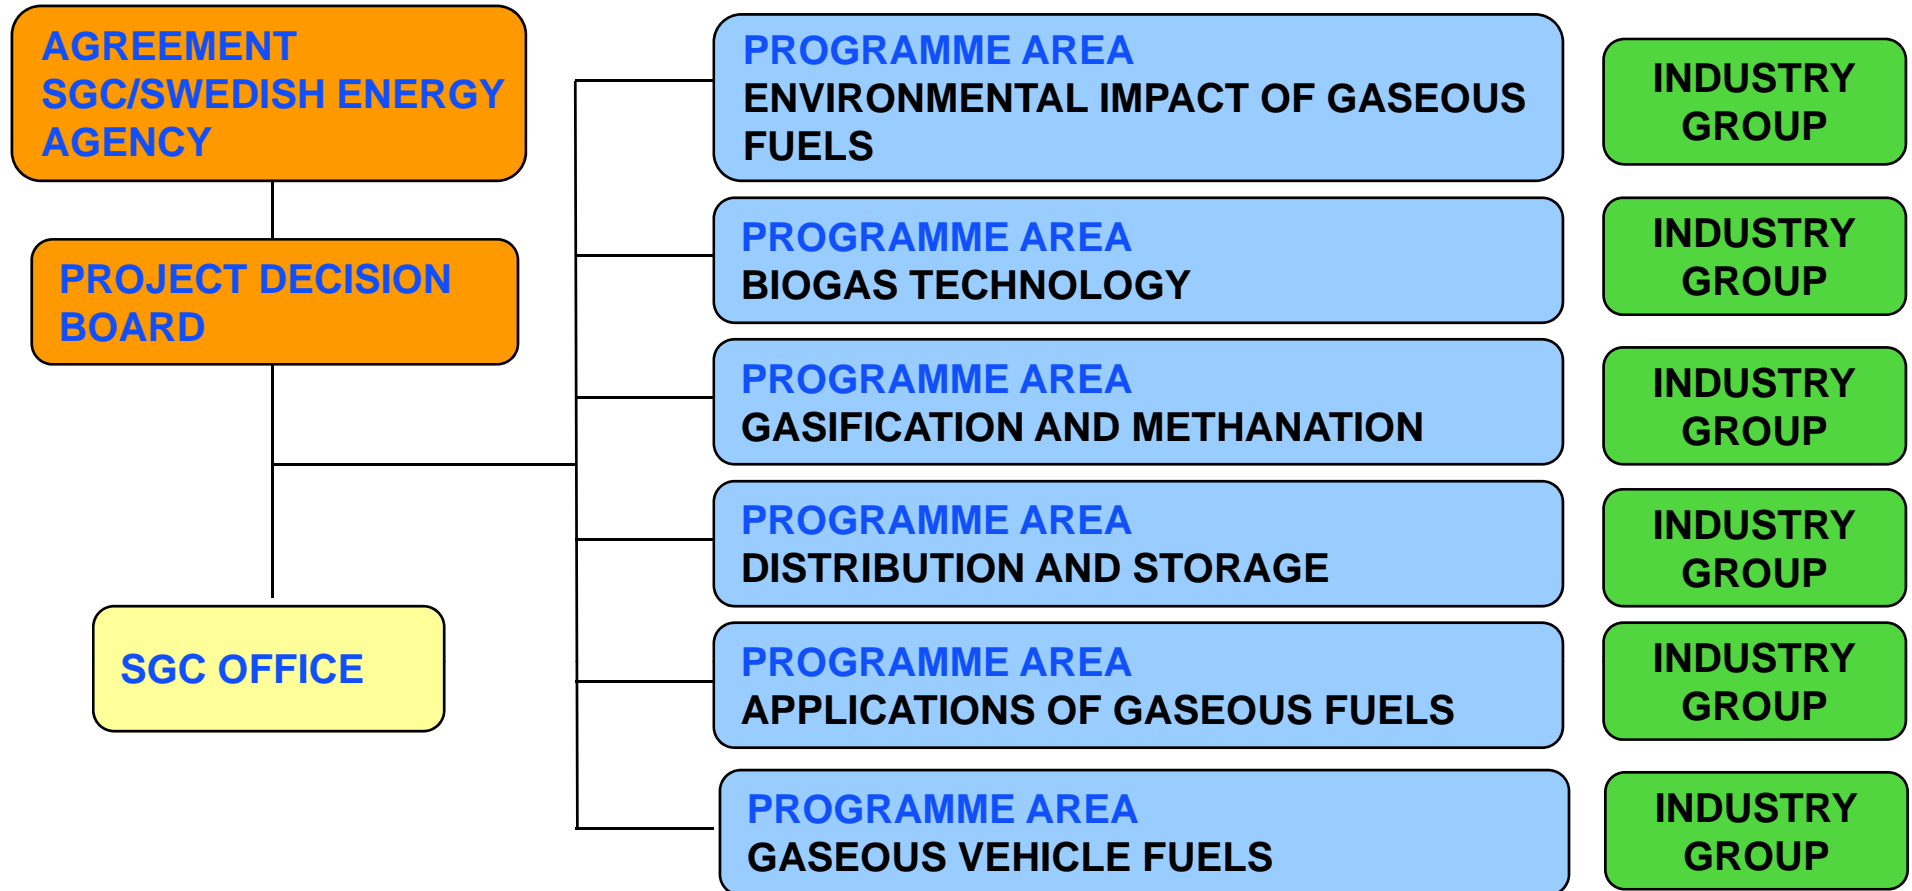 AGREEMENT
SGC/SWEDISH ENERGY
AGENCY
PROJECT DECISION
BOARD
SGC OFFICE
PROGRAMME AREA
ENVIRONMENTAL IMPACT OF GASEOUS
FUELS
INDUSTRY
GROUP
PROGRAMME AREA
BIOGAS TECHNOLOGY
INDUSTRY
GROUP
PROGRAMME AREA
GASIFICATION AND METHANATION
INDUSTRY
GROUP
PROGRAMME AREA
DISTRIBUTION AND STORAGE
INDUSTRY
GROUP
PROGRAMME AREA
APPLICATIONS OF GASEOUS FUELS
INDUSTRY
GROUP
PROGRAMME AREA
GASEOUS VEHICLE FUELS
INDUSTRY
GROUP